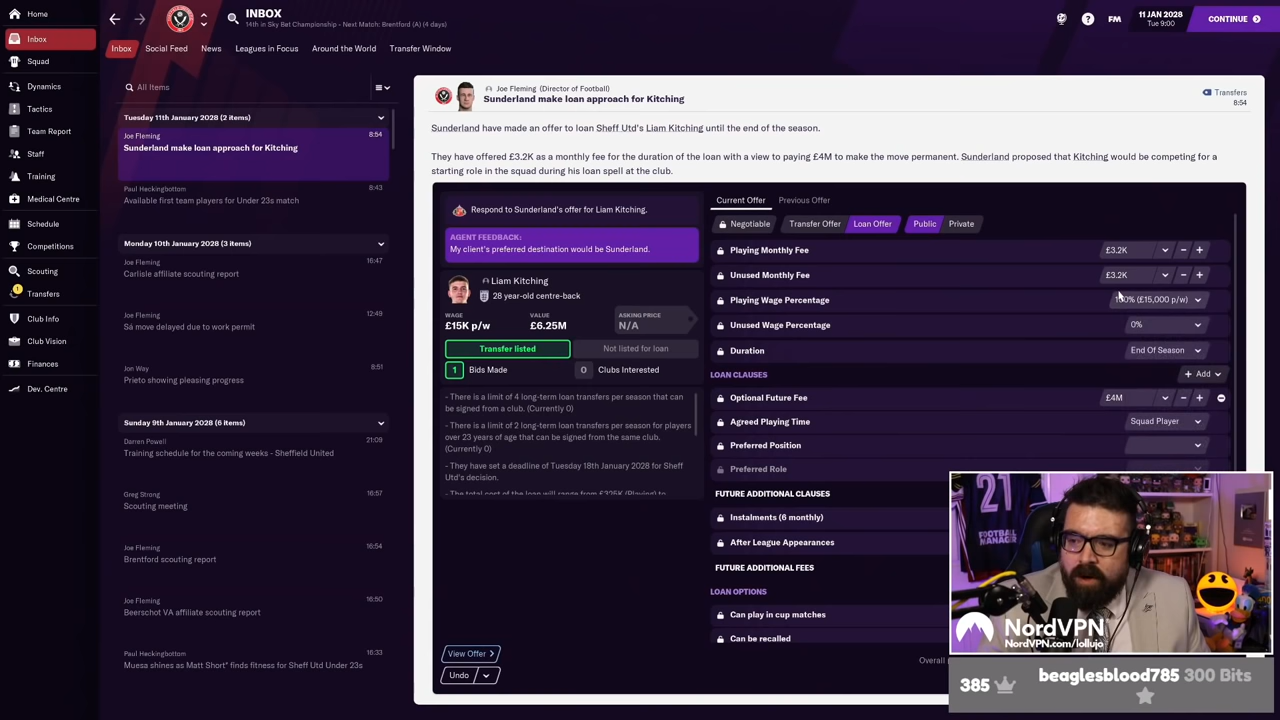 Home
Inbox
Squad
Dynamics
Tactics
Team Report
Staff
Training
Medical Centre
Schedule
Competitions
Scouting
1
Transfers
Club Info
Club Vision
Finances
Dev. Centre
INBOX
14th in Sky Bet Championship - Next Match: Brentford (A) (4 days)
FM
11 JAN 2028
Tue 9:00
CONTINUE
Inbox Social Feed News Leagues in Focus Around the World Transfer Window
All Items
Tuesday 11th January 2028 (2 items)
Joe Fleming 8:54
Sunderland make loan approach for Kitching
Paul Heckingbottom 8:43
Available first team players for Under 23s match
Monday 10th January 2028 (3 items)
Joe Fleming 16:47
Carlisle affiliate scouting report
Joe Fleming 12:49
Sá move delayed due to work permit
Jon Way 8:51
Prieto showing pleasing progress
Sunday 9th January 2028 (6 items)
Darren Powell 21:09
Training schedule for the coming weeks - Sheffield United
Greg Strong 16:57
Scouting meeting
Joe Fleming 16:54
Brentford scouting report
Joe Fleming 16:50
Beerschot VA affiliate scouting report
Paul Heckingbottom 16:33
Muesa shines as Matt Short* finds fitness for Sheff Utd Under 23s
Joe Fleming (Director of Football)
Sunderland make loan approach for Kitching
Transfers
8:54
Sunderland have made an offer to loan Sheff Utd's Liam Kitching until the end of the season.
They have offered £3.2K as a monthly fee for the duration of the loan with a view to paying £4M to make the move permanent. Sunderland proposed that Kitching would be competing for a
starting role in the squad during his loan spell at the club.
Respond to Sunderland's offer for Liam Kitching.
AGENT FEEDBACK:
My client's preferred destination would be Sunderland.
Liam Kitching
28 year-old centre-back
WAGE VALUE ASKING PRICE
£15K p/w £6.25M N/A
Transfer listed Not listed for loan
1 Bids Made 0 Clubs Interested
- There is a limit of 4 long-term loan transfers per season that can
be signed from a club. (Currently 0)
- There is a limit of 2 long-term loan transfers per season for players
over 23 years of age that can be signed from the same club.
(Currently 0)
- They have set a deadline of Tuesday 18th January 2028 for Sheff
Utd's decision.
- The total cost of the loan will range from £325K (Playing) to
View Offer
Undo
Current Offer Previous Offer
Negotiable Transfer Offer Loan Offer Public Private
Playing Monthly Fee £3.2K
Unused Monthly Fee £3.2K
Playing Wage Percentage 100% (£15,000 p/w)
Unused Wage Percentage 0%
Duration End Of Season
LOAN CLAUSES Add
Optional Future Fee £4M
Agreed Playing Time Squad Player
Preferred Position
Preferred Role
FUTURE ADDITIONAL CLAUSES
Instalments (6 monthly)
After League Appearances
FUTURE ADDITIONAL FEES
LOAN OPTIONS
Can play in cup matches
Can be recalled
Overall
21
FOOTBALL
MANAGER
NordVPN
NordVPN.com/lollujo
385
beaglesblood785 300 Bits